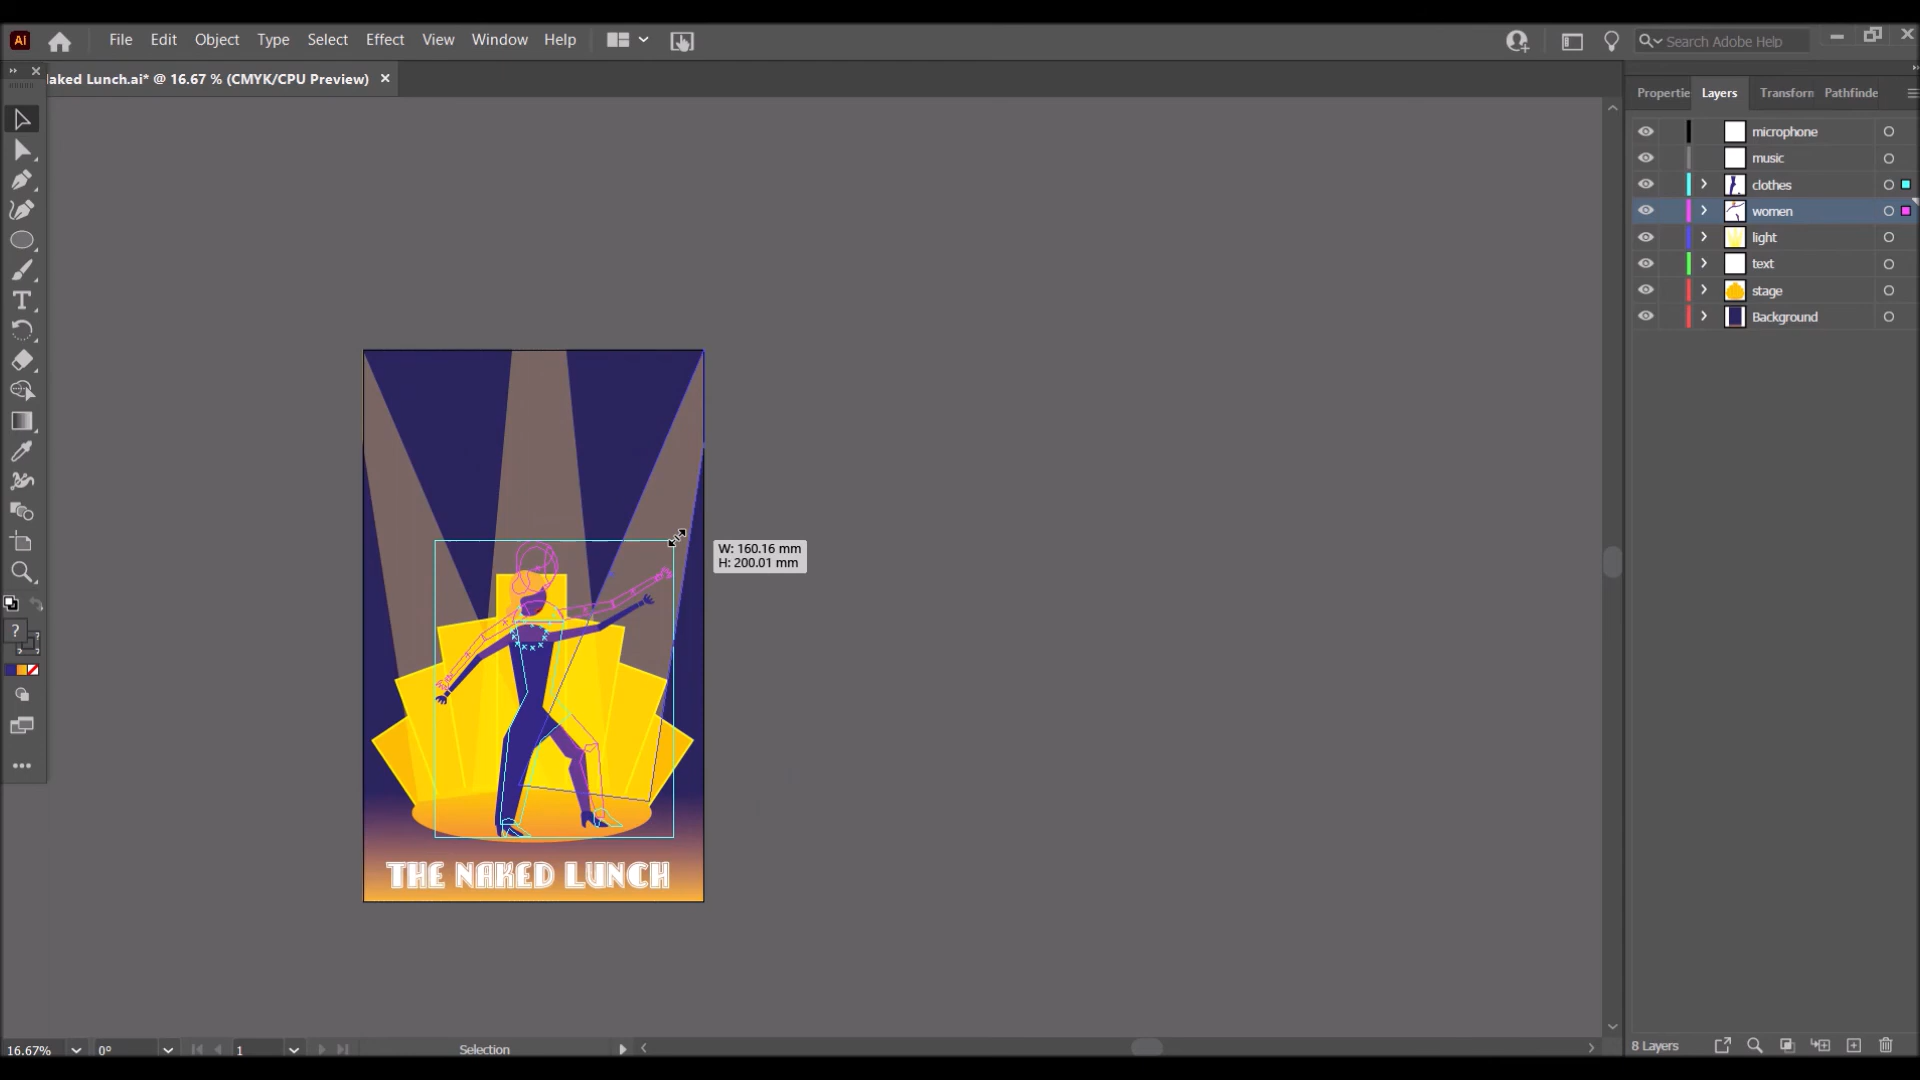 Ai File Edit Object Type Select Effect View Window Help Search Adobe Help
aked Lunch.ai* @ 16.67 % (CMYK/CPU Preview)
Propertie Layers Transform Pathfinde
microphone
music
clothes
women
light
text
stage
Background
W: 160.16 mm
H: 200.01 mm
THE NAKED LUNCH
16.67% 0° 1 Selection
8 Layers